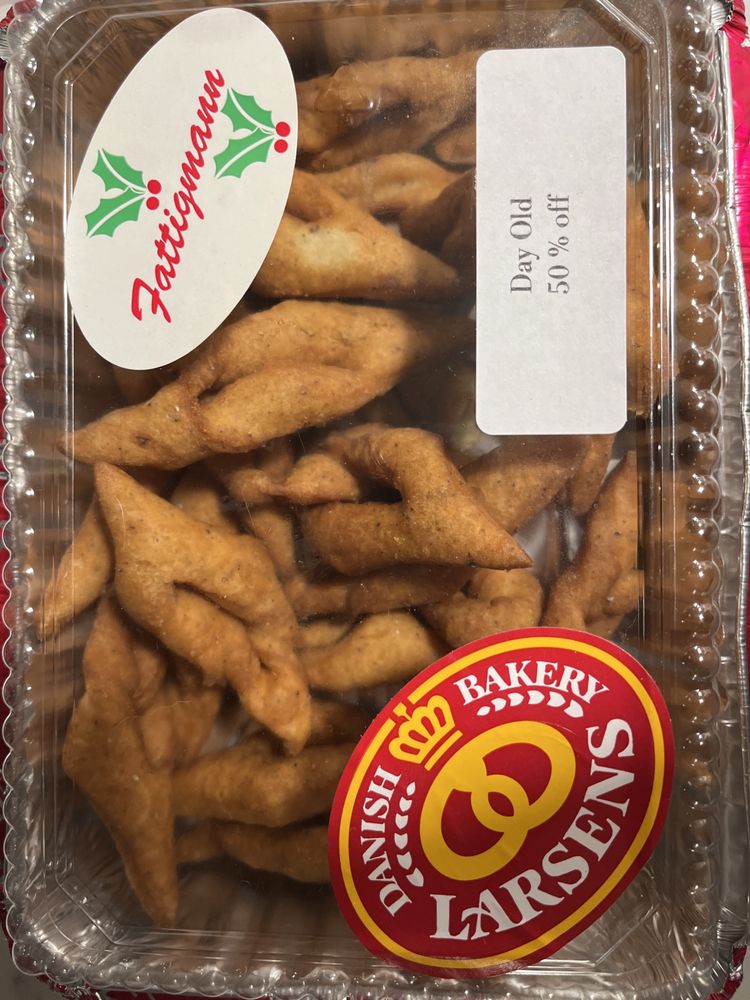 Fattigmann
Day Old
50 % off
DANISH BAKERY
LARSENS